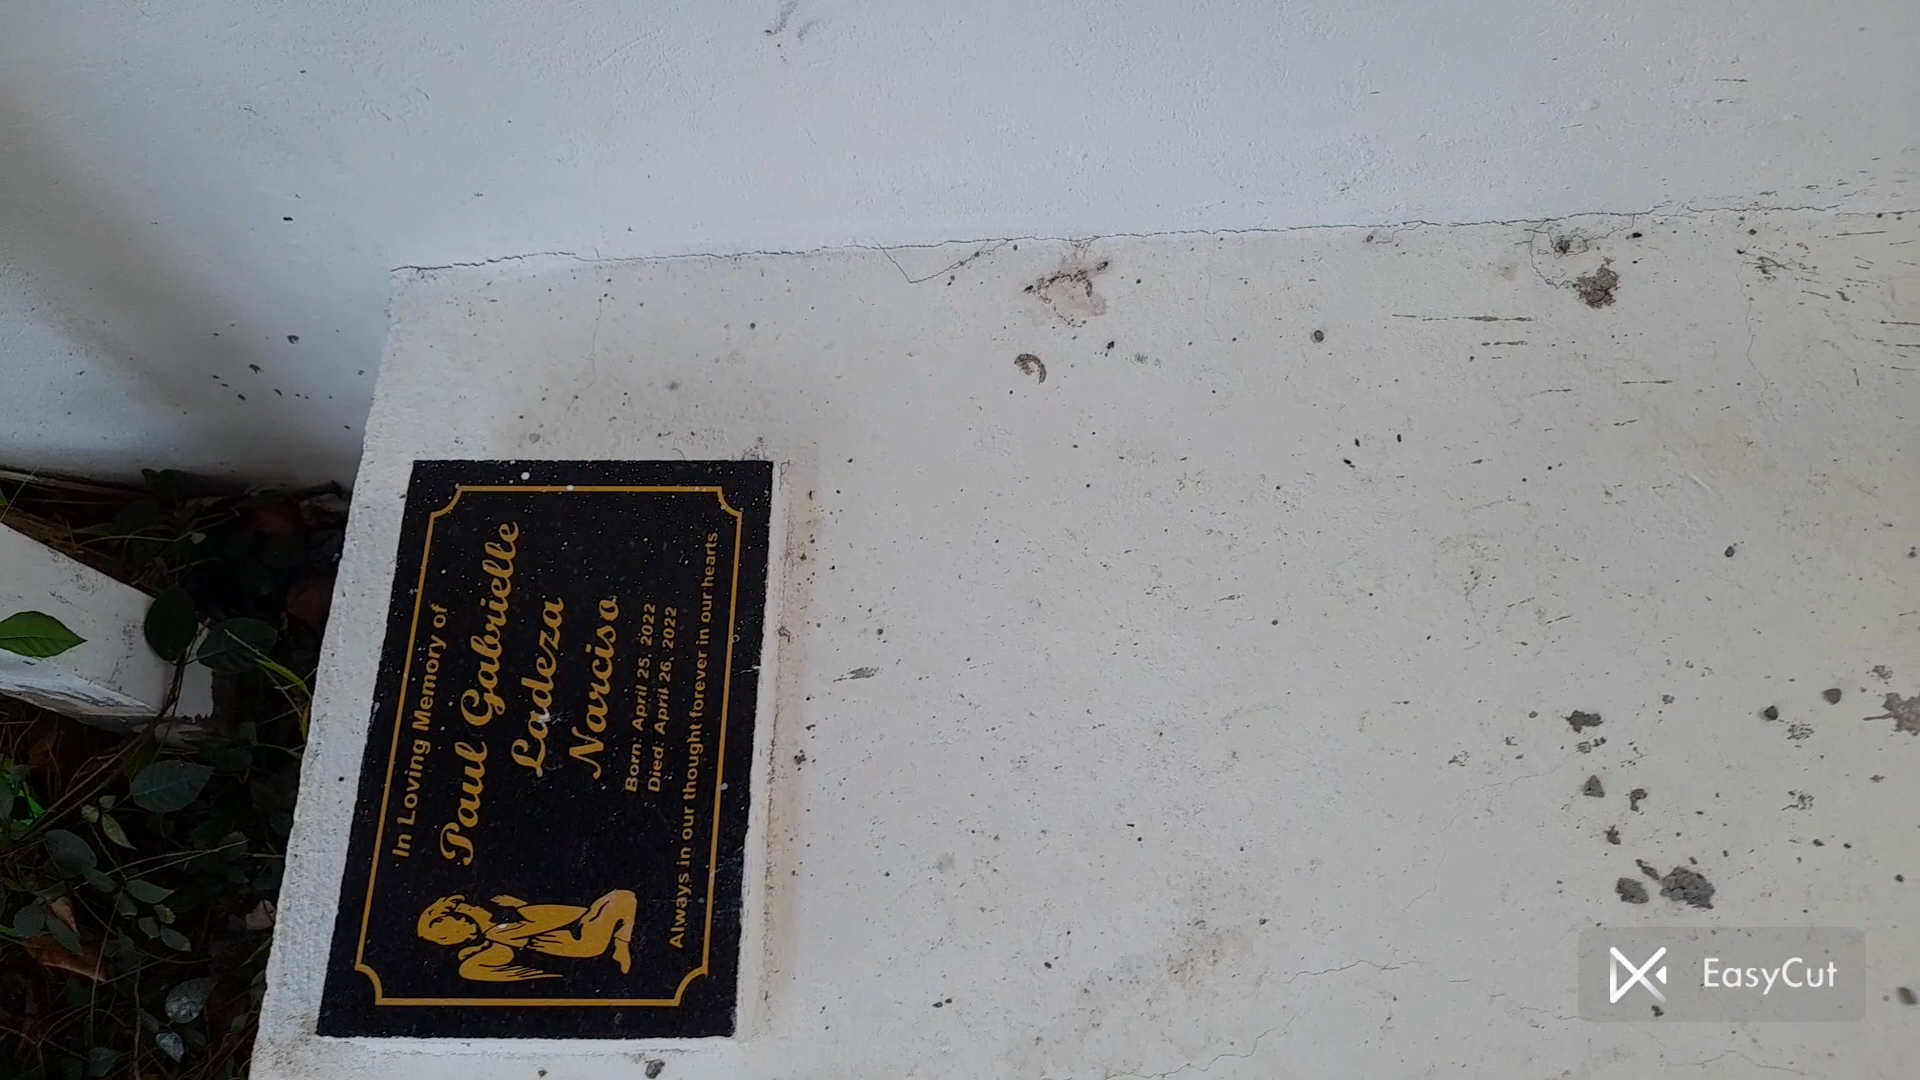 In Loving Memory of
Paul Gabrielle
Ladeza
Narciso
Born: April 25, 2022
Died: April 26, 2022
Always in our thought forever in our hearts
EasyCut